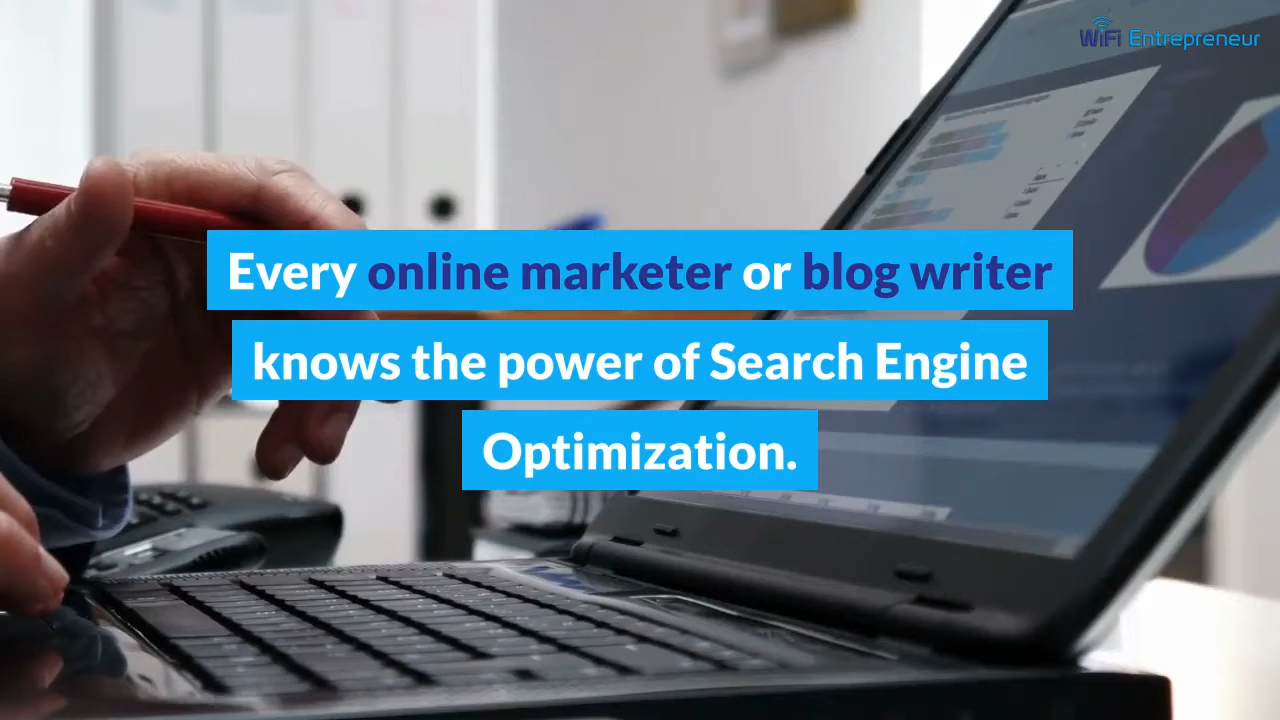 WiFi Entrepreneur
Every online marketer or blog writer
knows the power of Search Engine
Optimization.